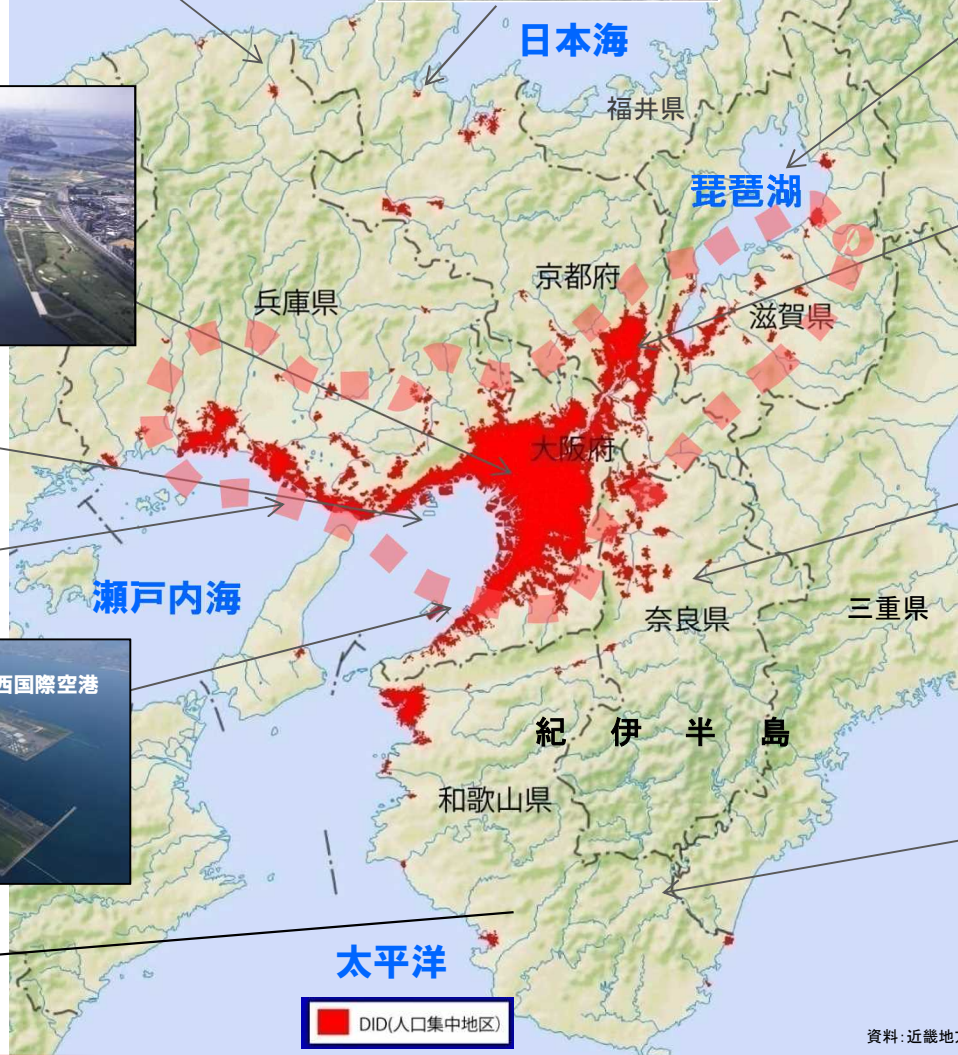 日本海
福井県
琵琶湖
京都府
兵庫県
滋賀県
大阪府
瀬戸内海
奈良県
三重県
西国際空港
紀伊半島
和歌山県
太平洋
DID(人口集中地区)
資料:近畿地